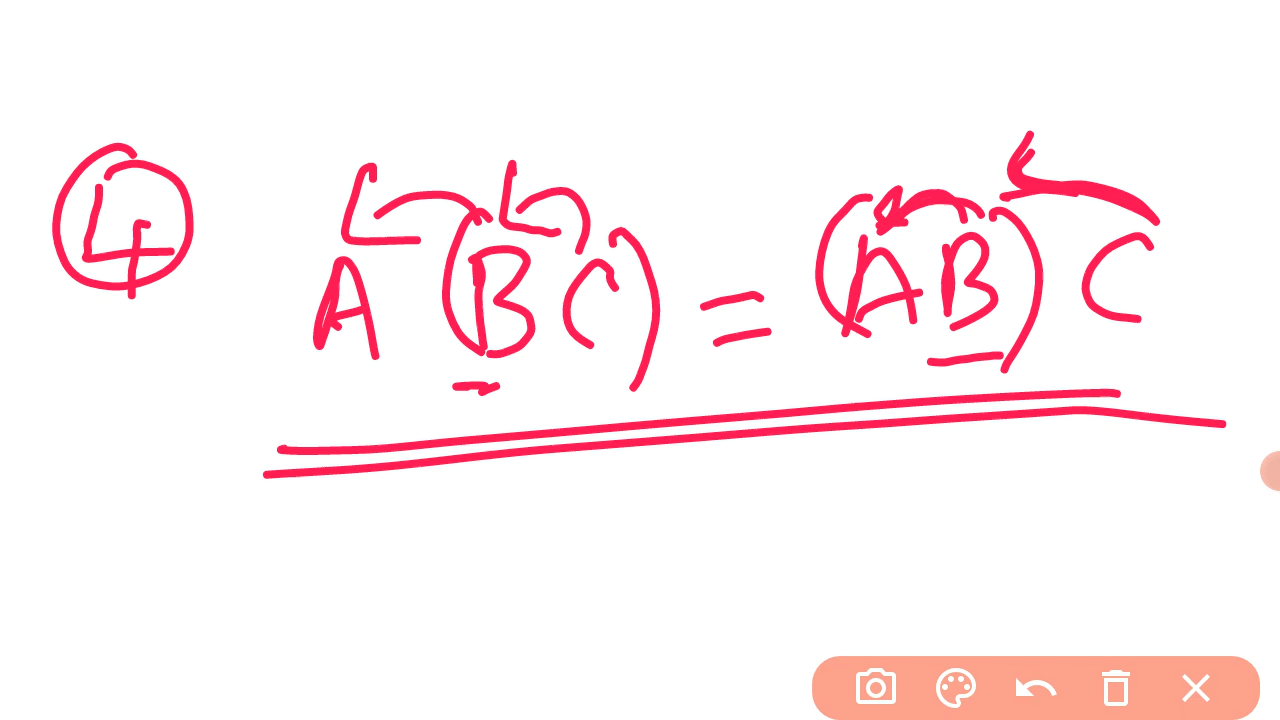 ④ A (BC) = (AB) C